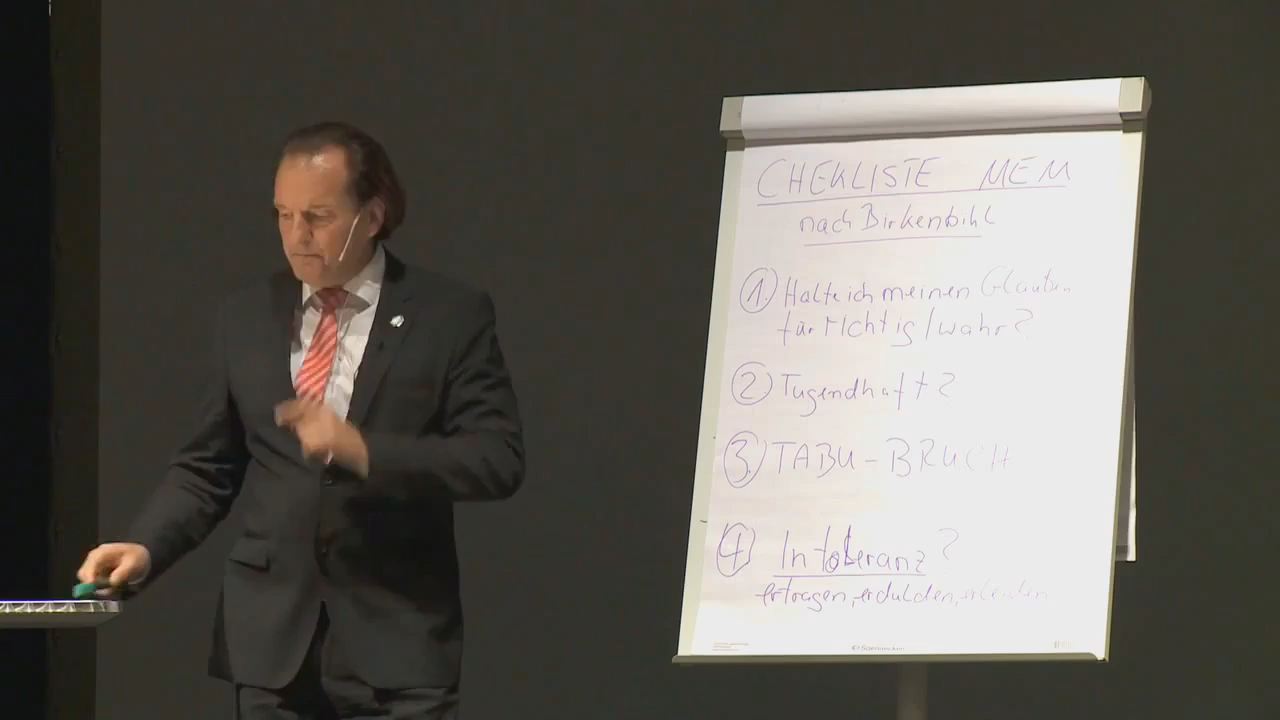 CHEKLISTE MEM
nach Birkenbihl
1. Halte ich meinen Glauben
für richtig/wahr?
2 Tugendhaft?
3. TABU-BRUCH
4 Intoleranz?
ertragen, erdulden, erleiden